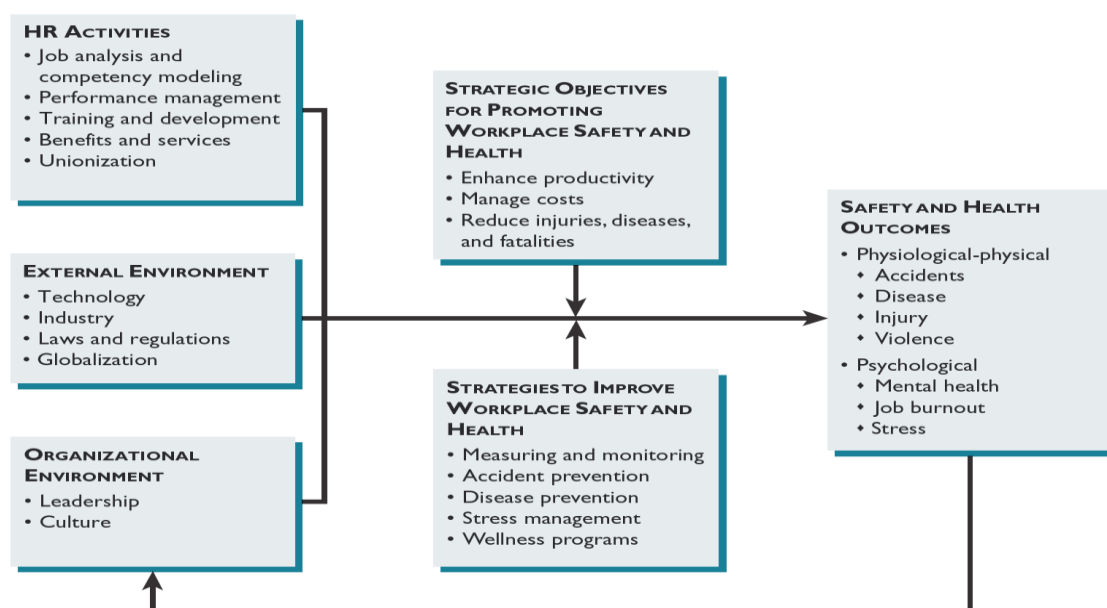 HR ACTIVITIES
• Job analysis and
competency modeling
• Performance management
• Training and development
• Benefits and services
• Unionization
EXTERNAL ENVIRONMENT
• Technology
• Industry
• Laws and regulations
• Globalization
ORGANIZATIONAL
ENVIRONMENT
• Leadership
• Culture
STRATEGIC OBJECTIVES
FOR PROMOTING
WORKPLACE SAFETY AND
HEALTH
• Enhance productivity
• Manage costs
• Reduce injuries, diseases,
and fatalities
STRATEGIES TO IMPROVE
WORKPLACE SAFETY AND
HEALTH
• Measuring and monitoring
• Accident prevention
• Disease prevention
• Stress management
• Wellness programs
SAFETY AND HEALTH
OUTCOMES
• Physiological-physical
◆ Accidents
◆ Disease
◆ Injury
◆ Violence
• Psychological
◆ Mental health
◆ Job burnout
◆ Stress